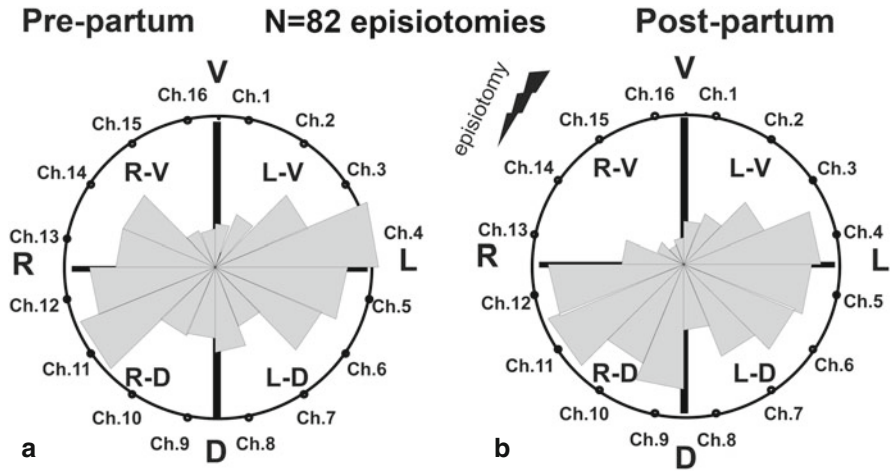 Pre-partum N=82 episiotomies Post-partum
V
Ch.16 Ch.1
Ch.15 Ch.2
Ch.14 R-V L-V Ch.3
Ch.13 Ch.4
R L
Ch.12 Ch.5
Ch.11 Ch.6
R-D L-D
Ch.10 Ch.7
Ch.9 Ch.8
D
a
episiotomy
V
Ch.16 Ch.1
Ch.15 Ch.2
Ch.14 R-V L-V Ch.3
Ch.13 Ch.4
R L
Ch.12 Ch.5
Ch.11 Ch.6
R-D L-D
Ch.10 Ch.7
Ch.9 Ch.8
D
b